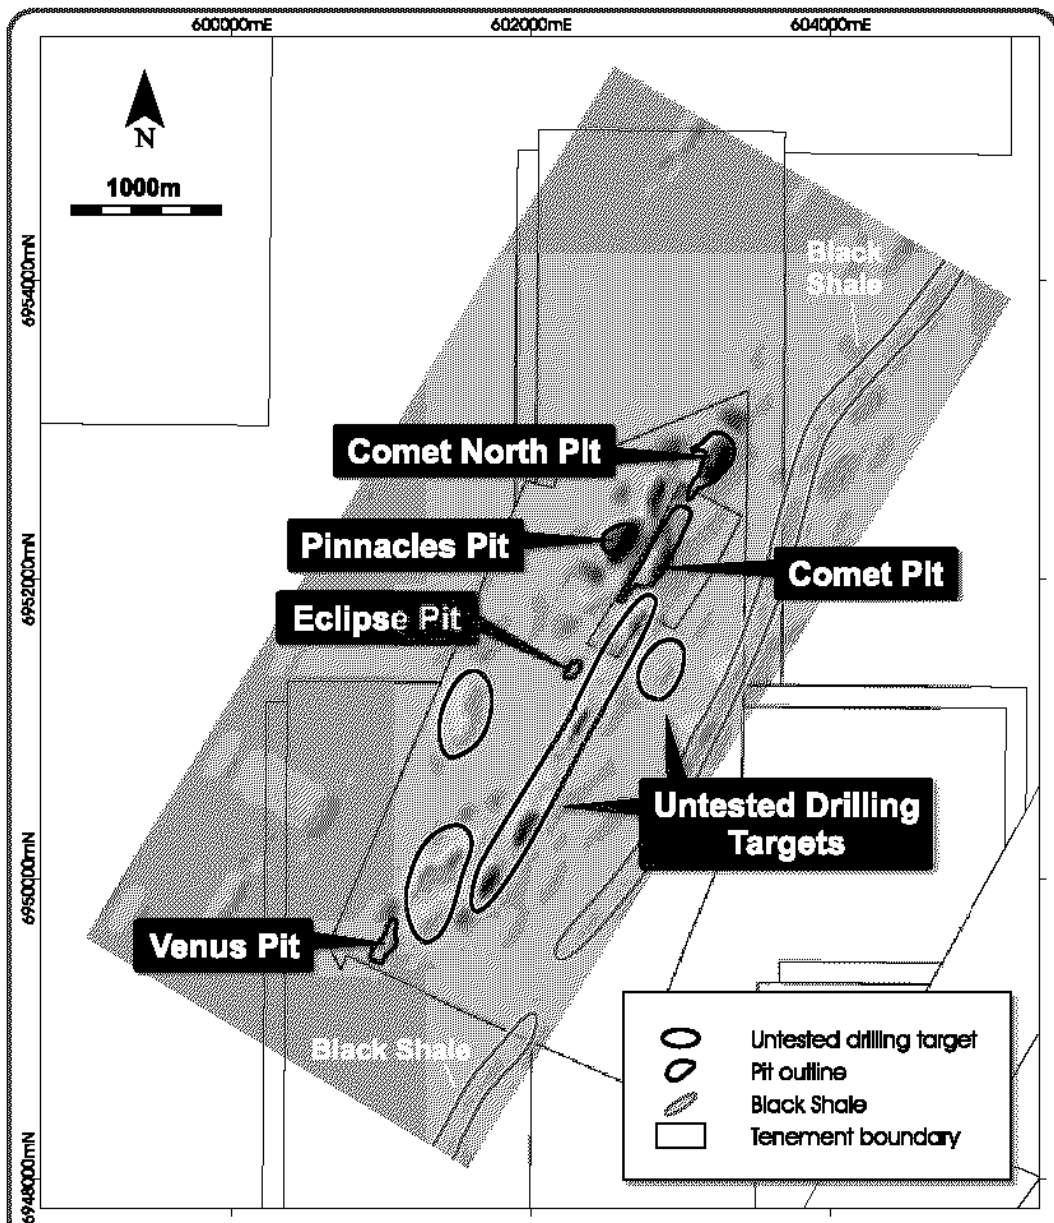 600000mE
602000mE
604000mE
N
1000m
6954000mN
6952000mN
6950000mN
6948000mN
Black
Shale
Comet North Pit
Pinnacles Pit
Comet Pit
Eclipse Pit
Untested Drilling
Targets
Venus Pit
Black Shale
Untested drilling target
Pit outline
Black Shale
Tenement boundary